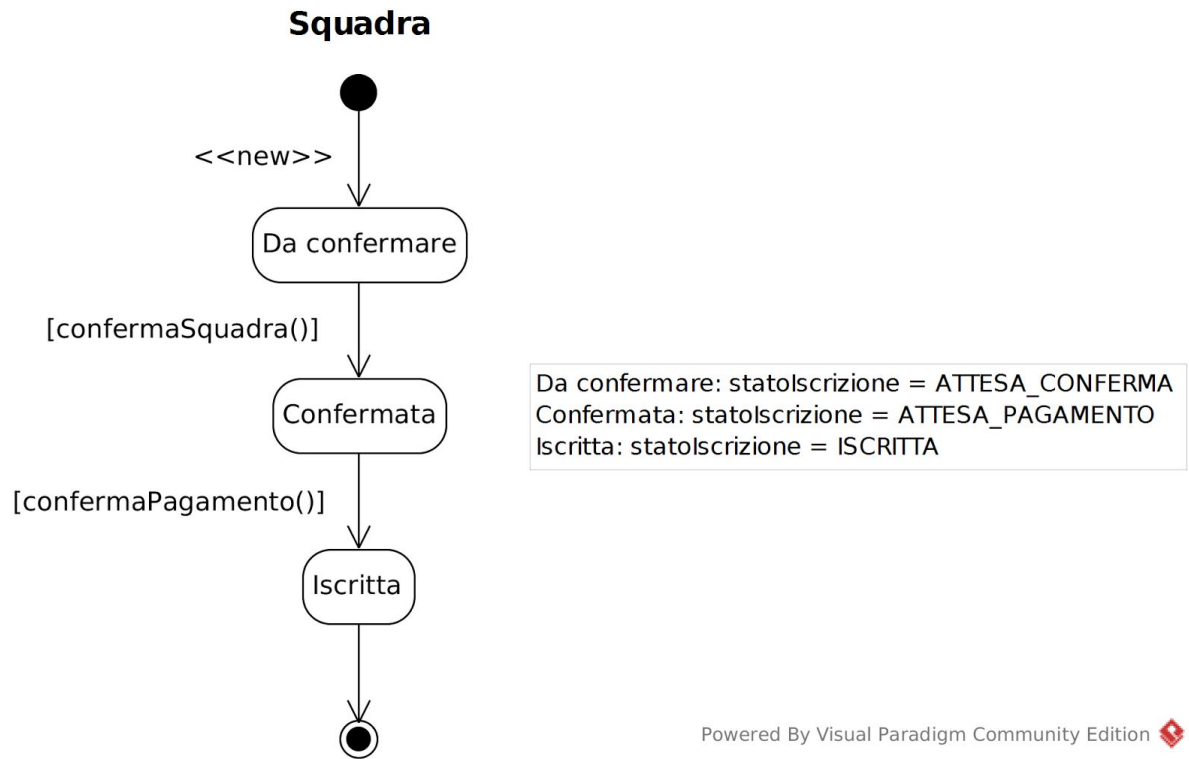 Squadra
<<new>>
Da confermare
[confermaSquadra()]
Confermata
Da confermare: statoIscrizione = ATTESA_CONFERMA
Confermata: statoIscrizione = ATTESA_PAGAMENTO
Iscritta: statoIscrizione = ISCRITTA
[confermaPagamento()]
Iscritta
Powered By Visual Paradigm Community Edition